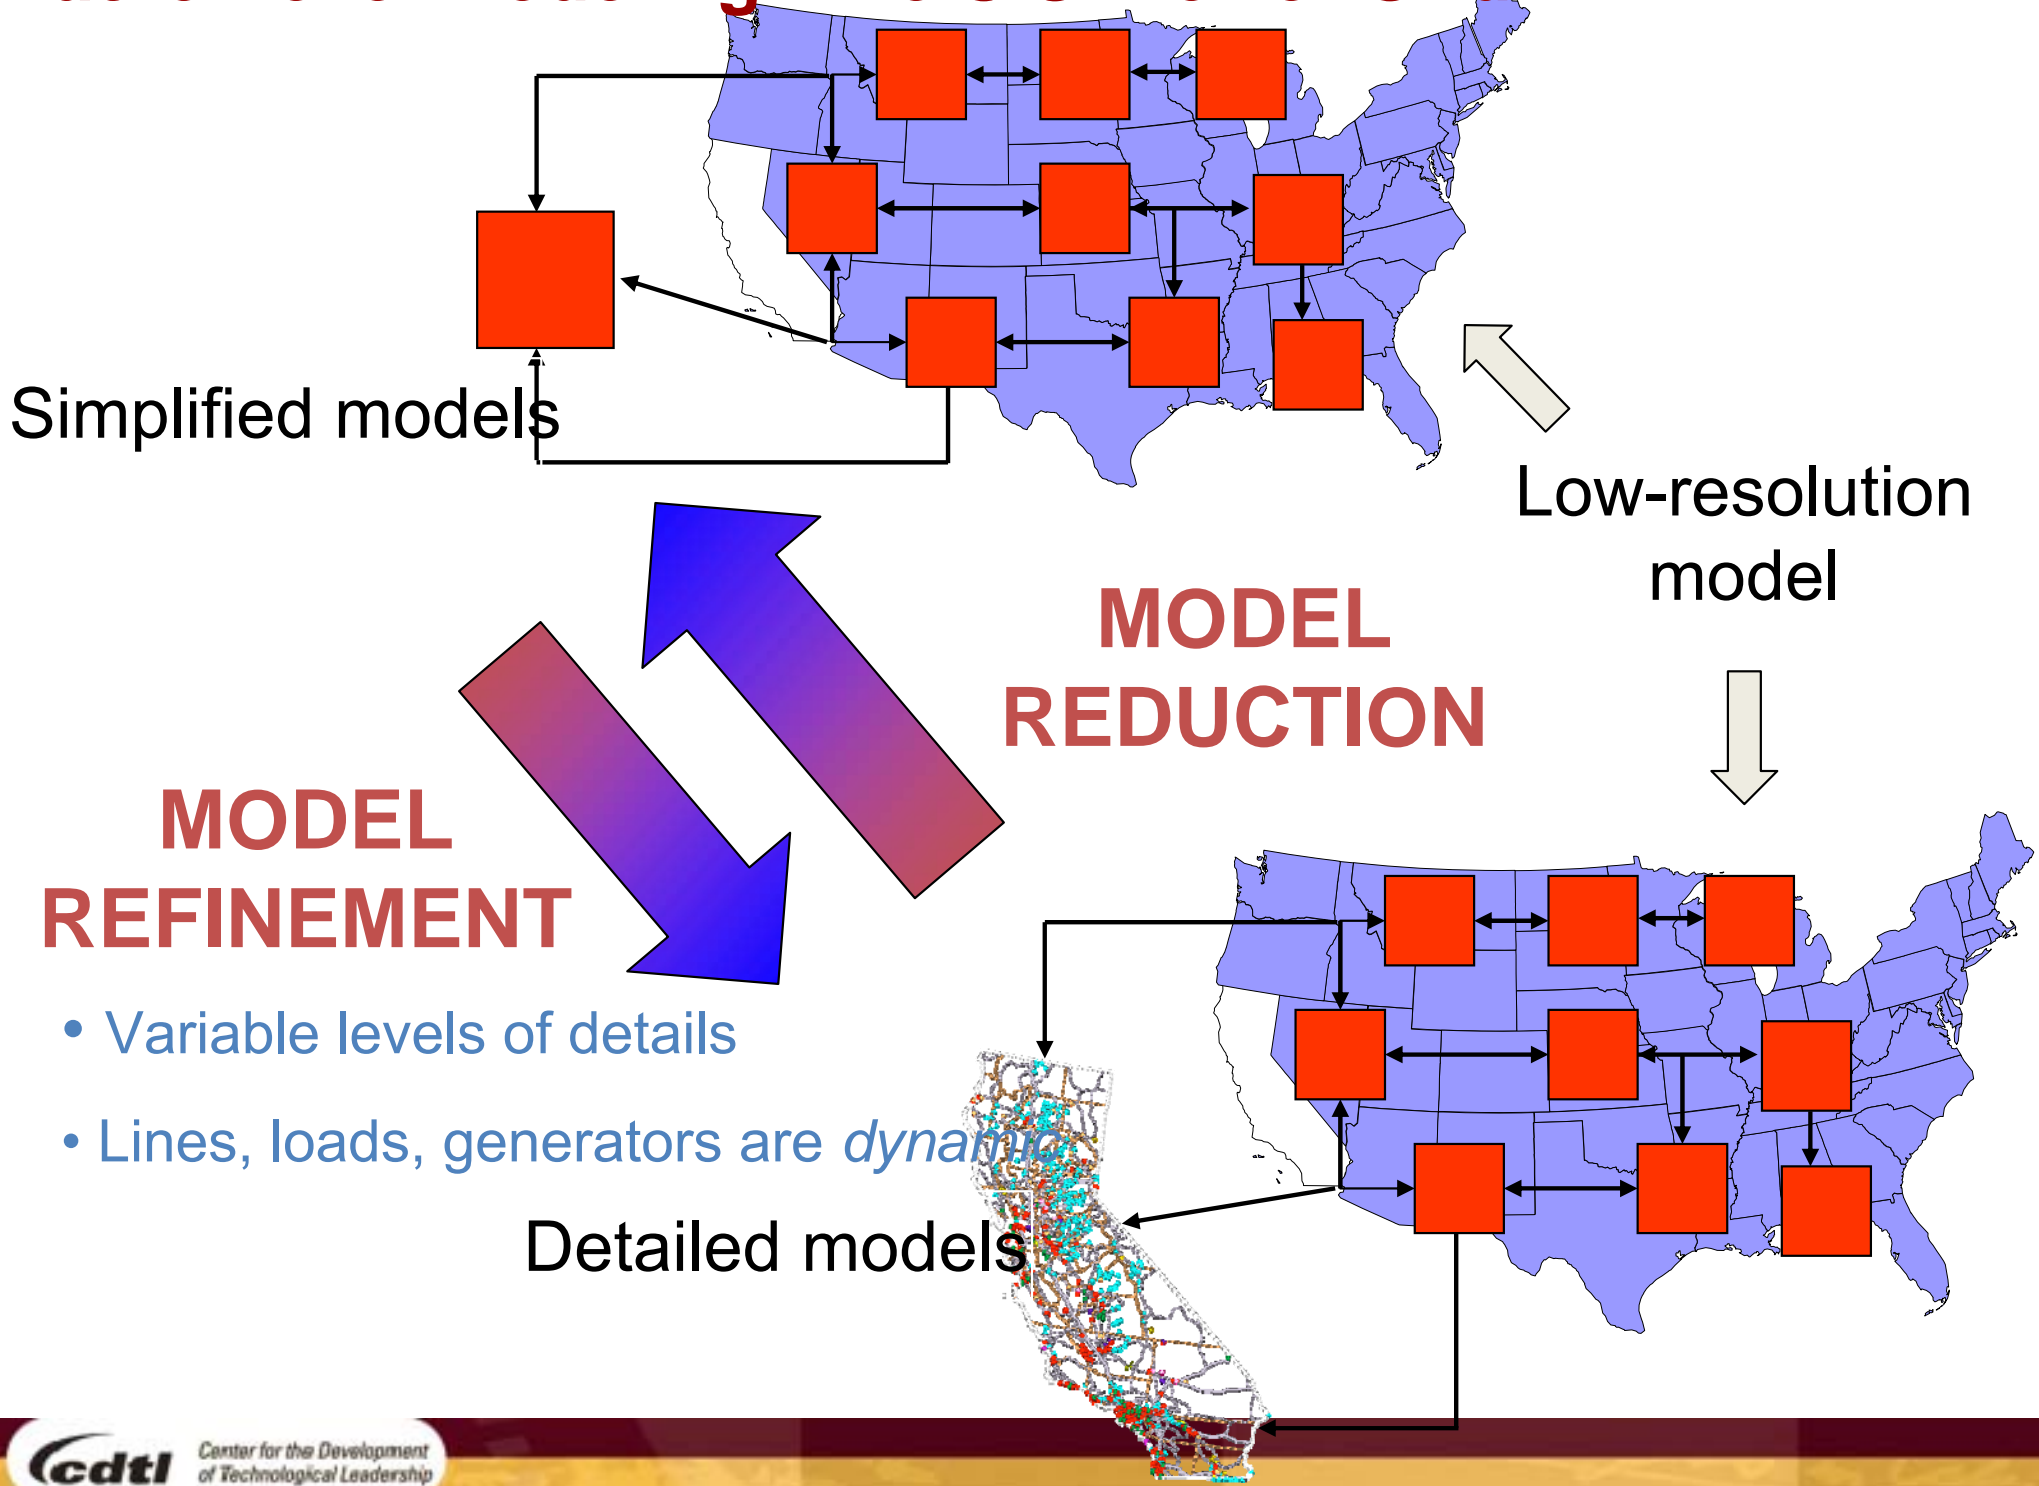 Simplified models
Low-resolution
model
MODEL
REDUCTION
MODEL
REFINEMENT
• Variable levels of details
• Lines, loads, generators are dynamic
Detailed models
cdtl
Center for the Development
of Technological Leadership